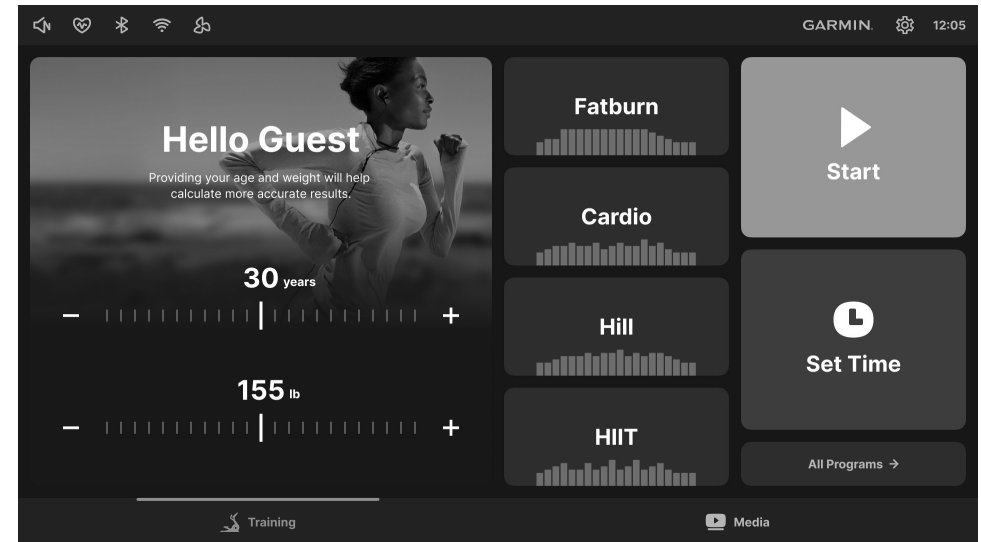 GARMIN.
12:05
Hello Guest
Providing your age and weight will help
calculate more accurate results.
30 years
− +
155 lb
− +
Fatburn
Cardio
Hill
HIIT
Start
Set Time
All Programs →
Training
Media